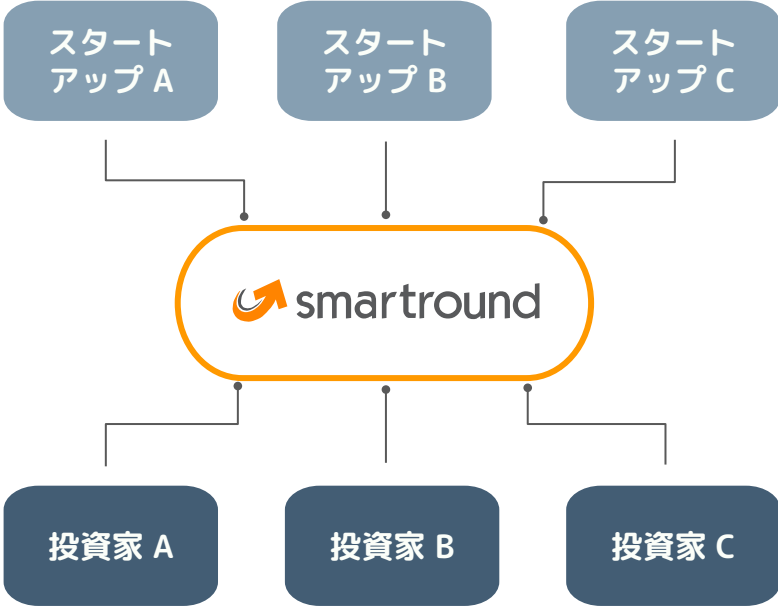 スタート
アップ A
スタート
アップ B
スタート
アップ C
smartround
投資家 A
投資家 B
投資家 C